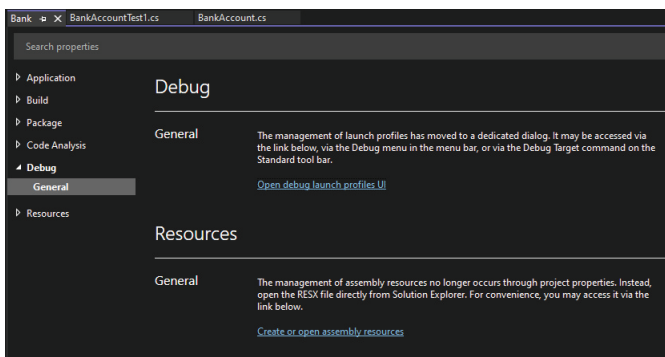 Bank BankAccountTest1.cs BankAccount.cs
Search properties
Application
Build
Package
Code Analysis
Debug
General
Resources
Debug
General
The management of launch profiles has moved to a dedicated dialog. It may be accessed via
the link below, via the Debug menu in the menu bar, or via the Debug Target command on the
Standard tool bar.
Open debug launch profiles UI
Resources
General
The management of assembly resources no longer occurs through project properties. Instead,
open the RESX file directly from Solution Explorer. For convenience, you may access it via the
link below.
Create or open assembly resources